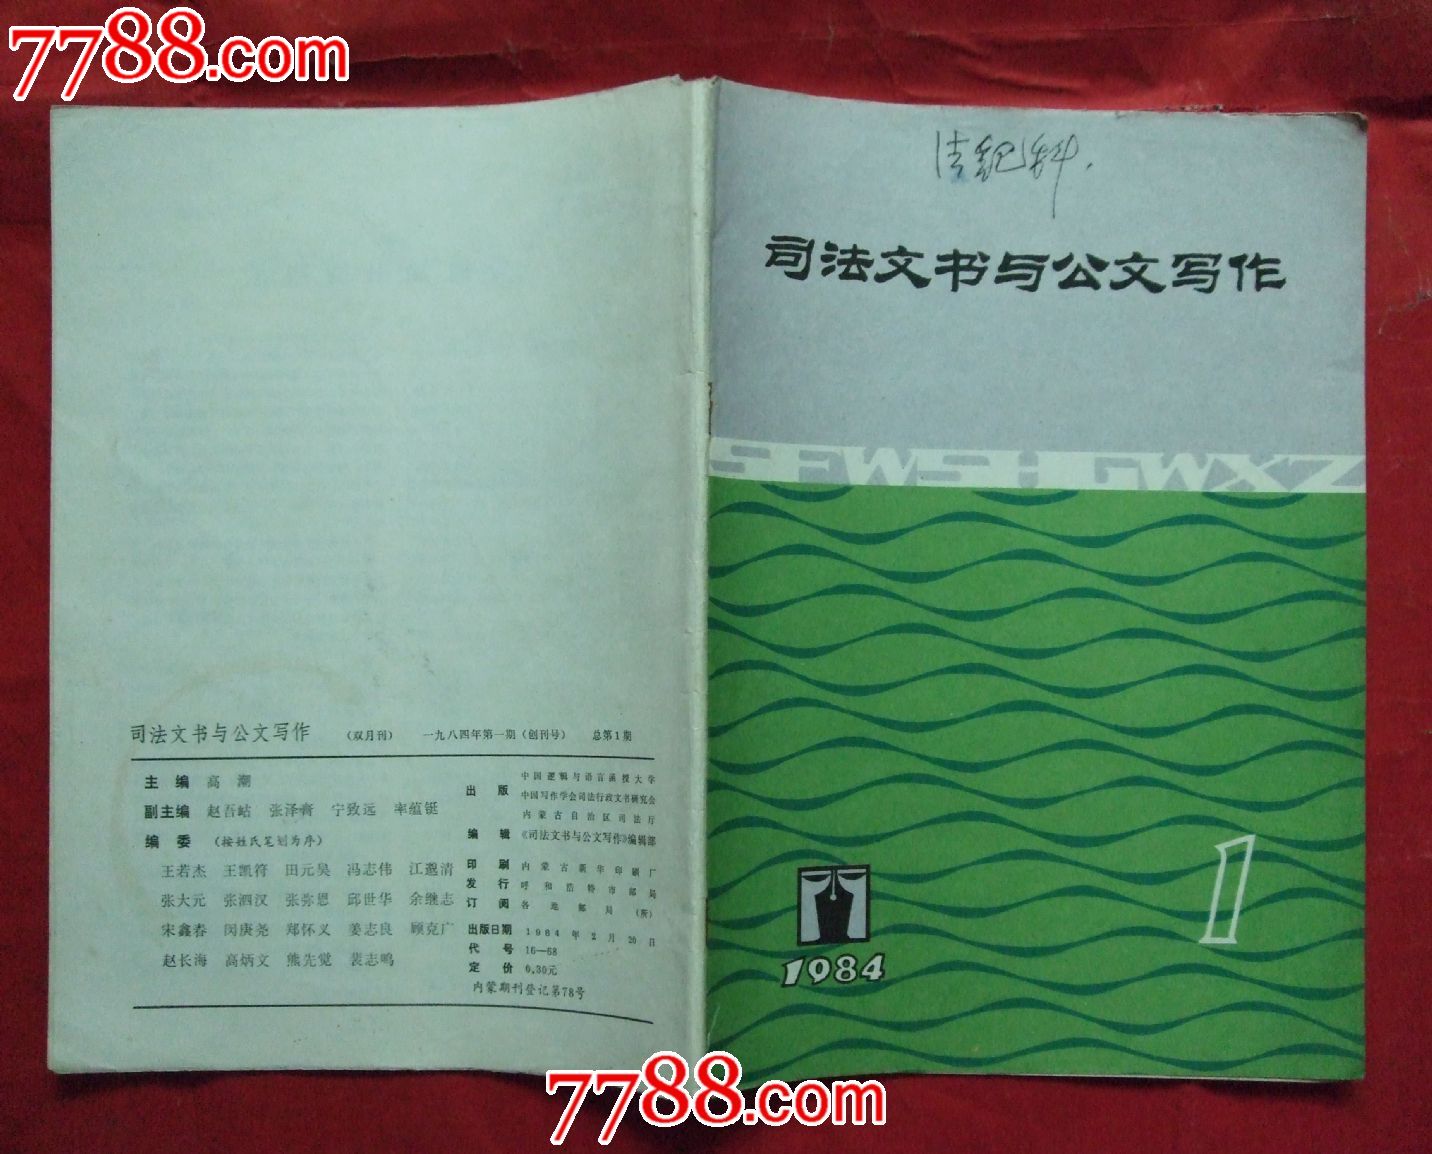 7788.com
司法文书与公文写作 (双月刊) 一九八四年第一期(创刊号) 总第1期
主编 高潮
副主编 赵吾 张泽膏 宁致远 率蕴铤
编委 (按姓氏笔划为序)
王若杰 王凯符 田元昊 冯志伟 江邈清
张大元 张泗汉 张弥恩 邱世华 余继志
宋鑫春 闵庚尧 郑怀义 姜志良 顾克广
赵长海 高炳文 熊先觉 裴志鸣
出版 中国逻辑与语言函授大学
中国写作学会司法行政文书研究会
内蒙古自治区司法厅
编辑 《司法文书与公文写作》编辑部
印刷 内蒙古新华印刷厂
发行 呼和浩特市邮局
订阅 各地邮局(所)
出版日期 1984年2月20日
代号 16—68
定价 0.30元
内蒙期刊登记第78号
法纪科.
司法文书与公文写作
SFWSHGWXZ
1
1984
7788.com